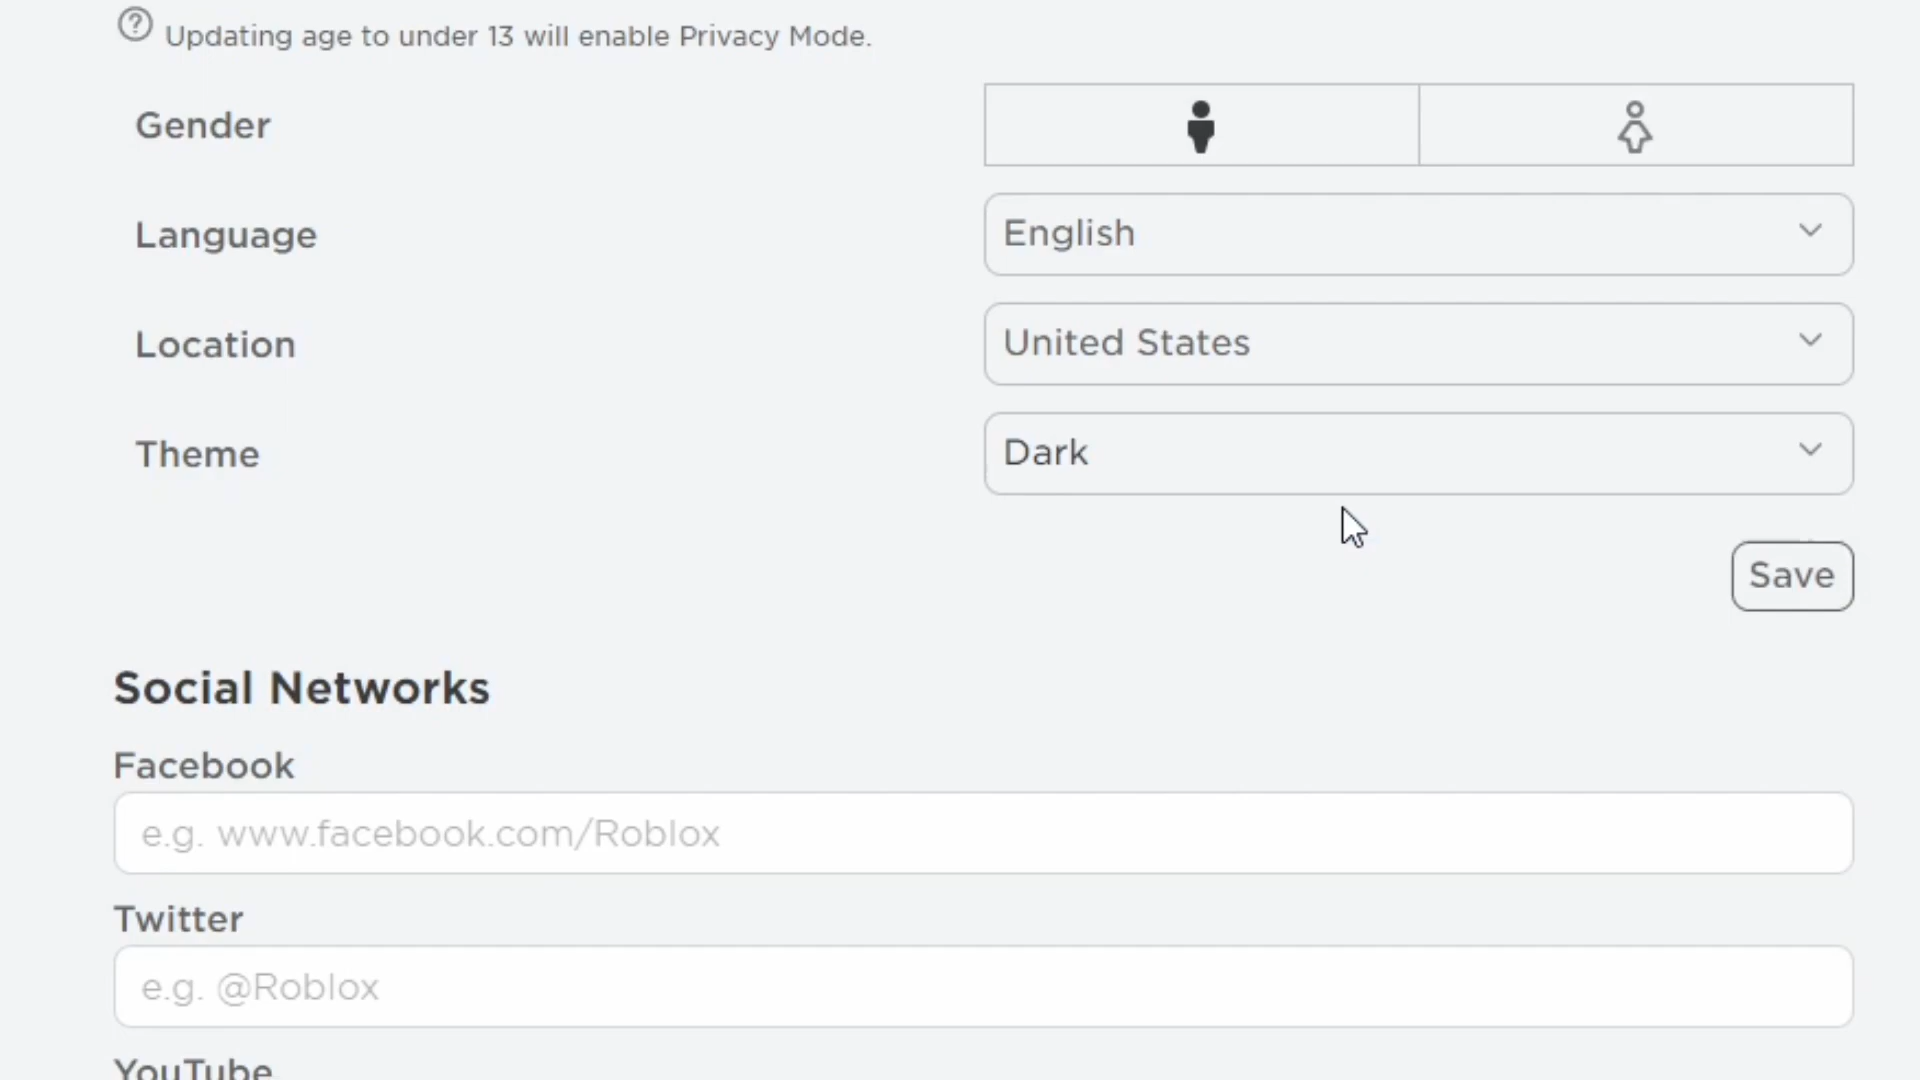 Updating age to under 13 will enable Privacy Mode.
Gender
Language
English
Location
United States
Theme
Dark
Save
Social Networks
Facebook
e.g. www.facebook.com/Roblox
Twitter
e.g. @Roblox
YouTube